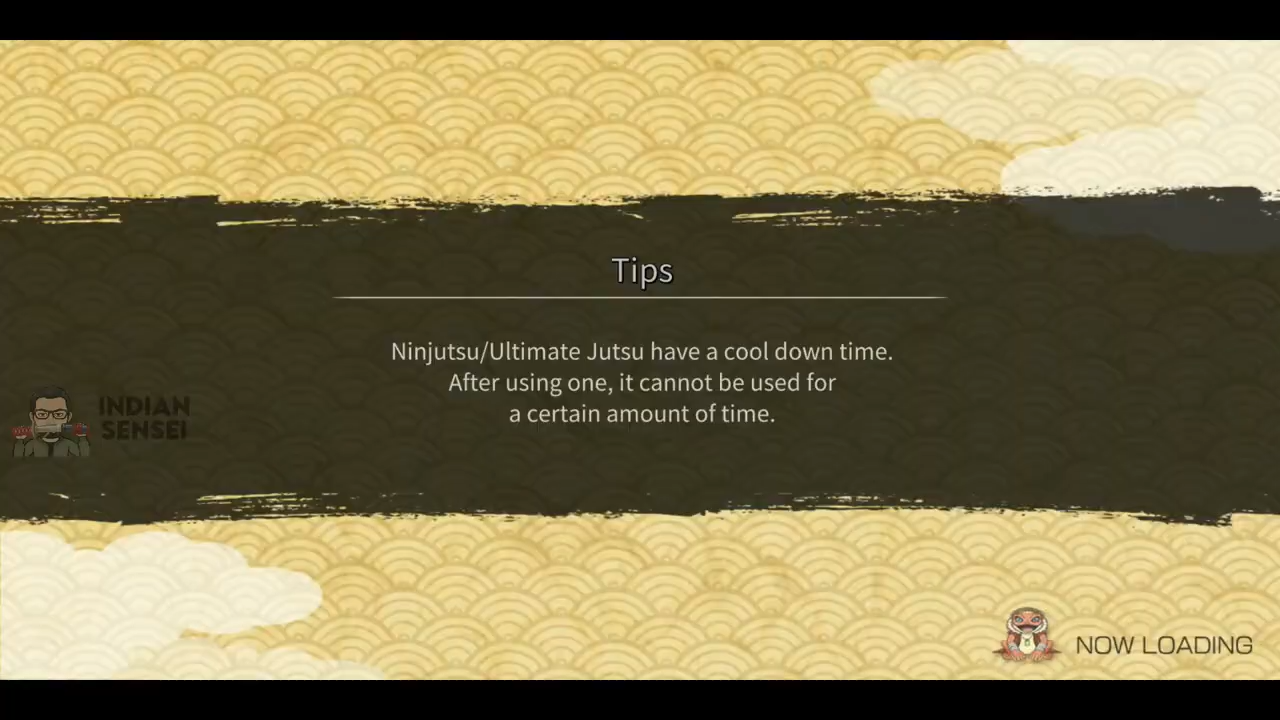 Tips
Ninjutsu/Ultimate Jutsu have a cool down time.
After using one, it cannot be used for
a certain amount of time.
INDIAN
SENSEI
NOW LOADING